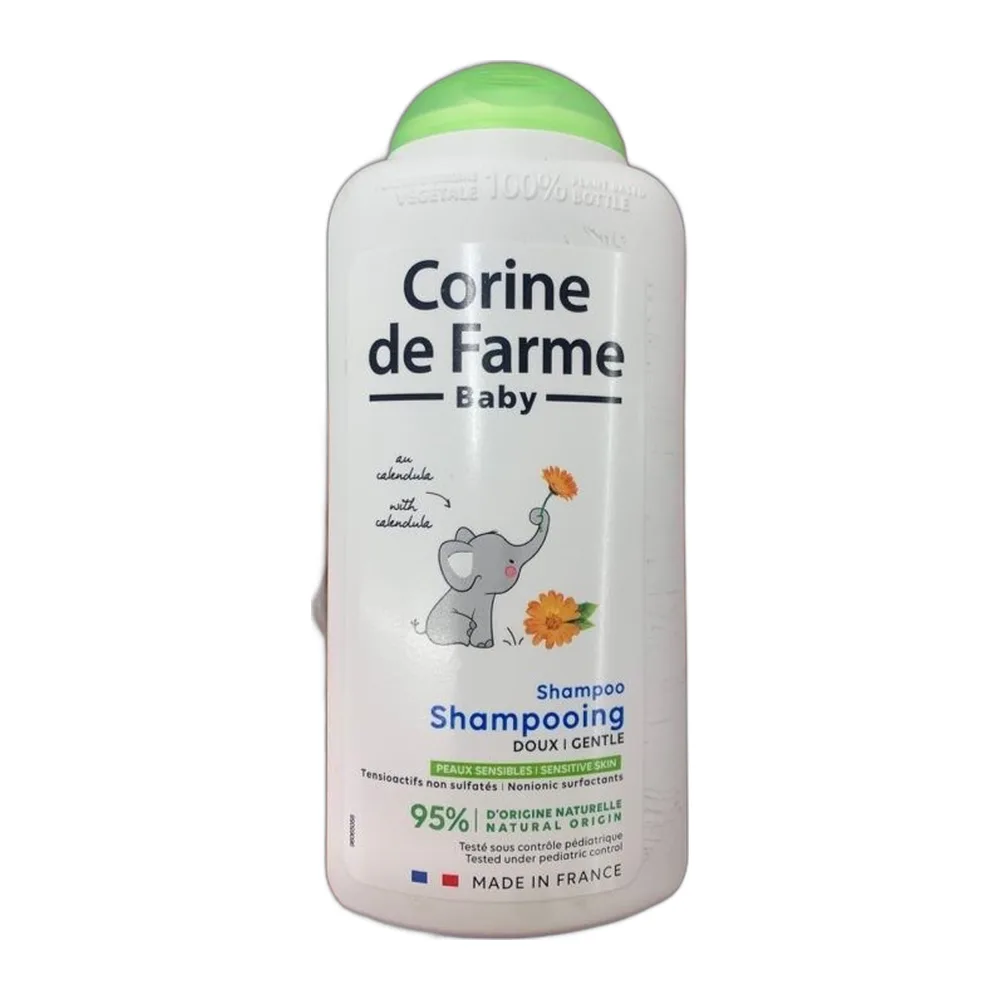 VÉGÉTALE 100% PLANT BASED BOTTLE
Corine
de Farme
Baby
au
calendula
with
calendula
Shampoo
Shampooing
DOUX | GENTLE
PEAUX SENSIBLES | SENSITIVE SKIN
Tensioactifs non sulfatés | Nonionic surfactants
95% | D'ORIGINE NATURELLE
NATURAL ORIGIN
Testé sous contrôle pédiatrique
Tested under pediatric control
MADE IN FRANCE